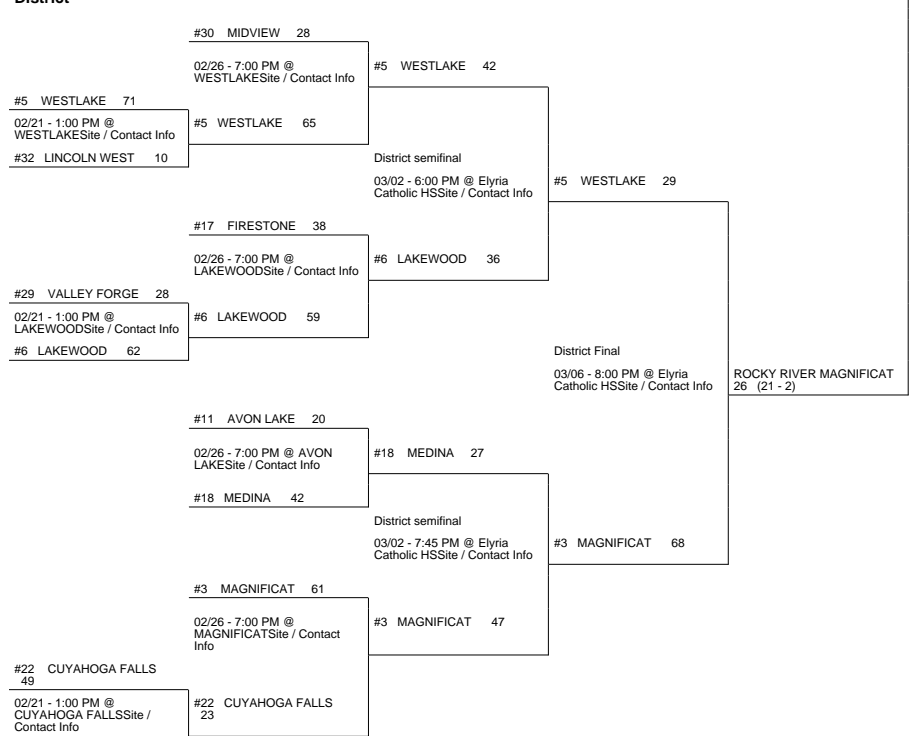 District
#30 MIDVIEW 28
02/26 - 7:00 PM @
WESTLAKESite / Contact Info
#5 WESTLAKE 42
#5 WESTLAKE 71
02/21 - 1:00 PM @
WESTLAKESite / Contact Info
#5 WESTLAKE 65
#32 LINCOLN WEST 10
District semifinal
03/02 - 6:00 PM @ Elyria
Catholic HSSite / Contact Info
#5 WESTLAKE 29
#17 FIRESTONE 38
02/26 - 7:00 PM @
LAKEWOODSite / Contact Info
#6 LAKEWOOD 36
#29 VALLEY FORGE 28
02/21 - 1:00 PM @
LAKEWOODSite / Contact Info
#6 LAKEWOOD 59
#6 LAKEWOOD 62
District Final
03/06 - 8:00 PM @ Elyria
Catholic HSSite / Contact Info
ROCKY RIVER MAGNIFICAT
26 (21 - 2)
#11 AVON LAKE 20
02/26 - 7:00 PM @ AVON
LAKESite / Contact Info
#18 MEDINA 27
#18 MEDINA 42
District semifinal
03/02 - 7:45 PM @ Elyria
Catholic HSSite / Contact Info
#3 MAGNIFICAT 68
#3 MAGNIFICAT 61
02/26 - 7:00 PM @
MAGNIFICATSite / Contact
Info
#3 MAGNIFICAT 47
#22 CUYAHOGA FALLS
49
02/21 - 1:00 PM @
CUYAHOGA FALLSSite /
Contact Info
#22 CUYAHOGA FALLS
23